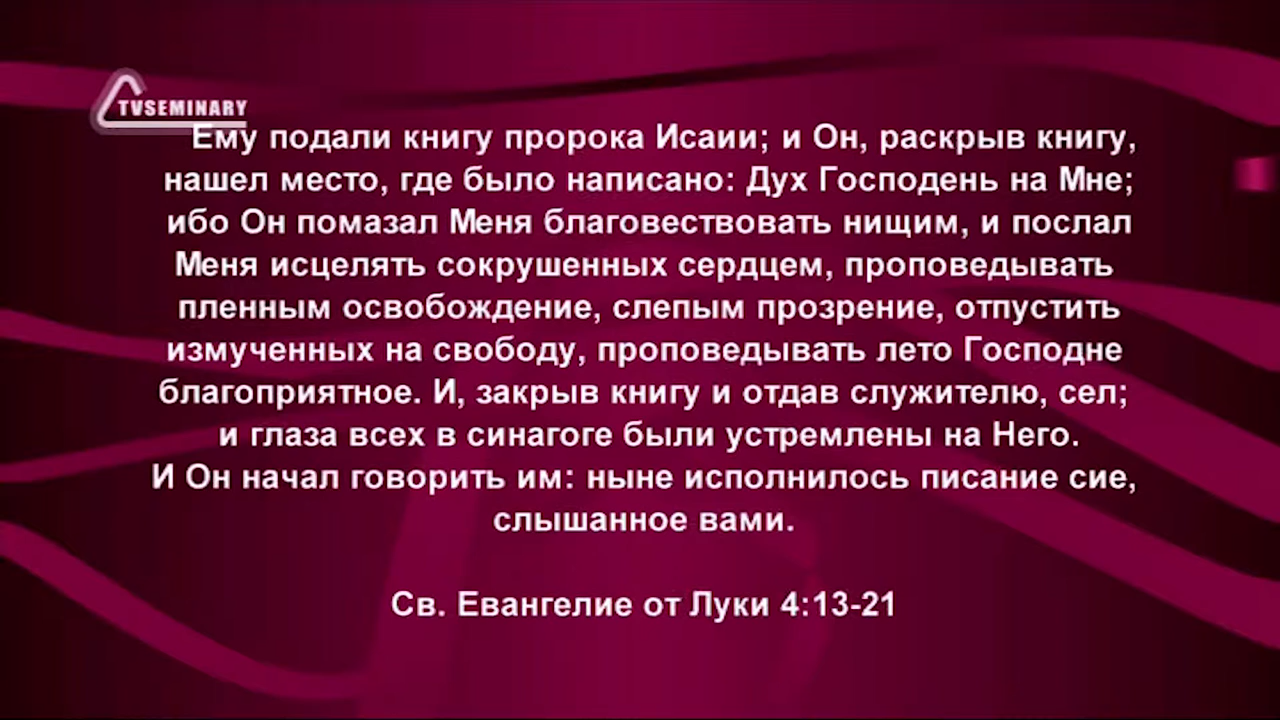 TVSEMINARY
Ему подали книгу пророка Исаии; и Он, раскрыв книгу,
нашел место, где было написано: Дух Господень на Мне;
ибо Он помазал Меня благовествовать нищим, и послал
Меня исцелять сокрушенных сердцем, проповедывать
пленным освобождение, слепым прозрение, отпустить
измученных на свободу, проповедывать лето Господне
благоприятное. И, закрыв книгу и отдав служителю, сел;
и глаза всех в синагоге были устремлены на Него.
И Он начал говорить им: ныне исполнилось писание сие,
слышанное вами.
Св. Евангелие от Луки 4:13-21